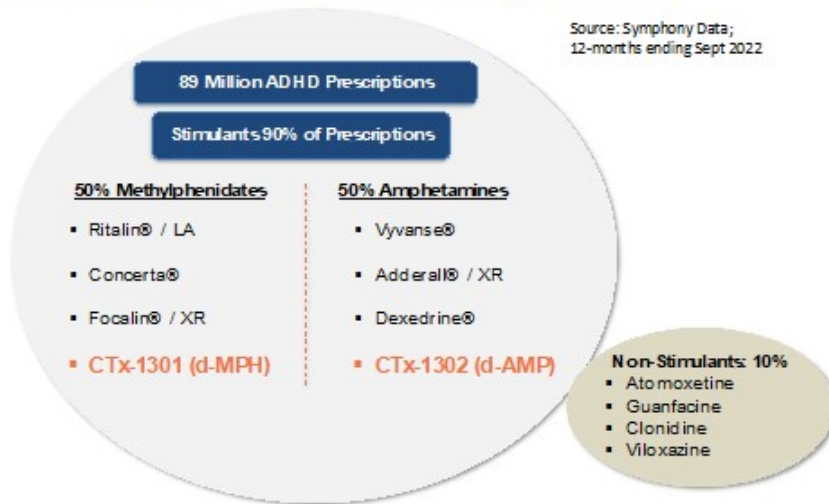 Source: Symphony Data;
12-months ending Sept 2022
89 Million ADHD Prescriptions
Stimulants 90% of Prescriptions
50% Methylphenidates
▪ Ritalin® / LA
▪ Concerta®
▪ Focalin® / XR
▪ CTx-1301 (d-MPH)
50% Amphetamines
▪ Vyvanse®
▪ Adderall® / XR
▪ Dexedrine®
▪ CTx-1302 (d-AMP)
Non-Stimulants: 10%
▪ Atomoxetine
▪ Guanfacine
▪ Clonidine
▪ Viloxazine